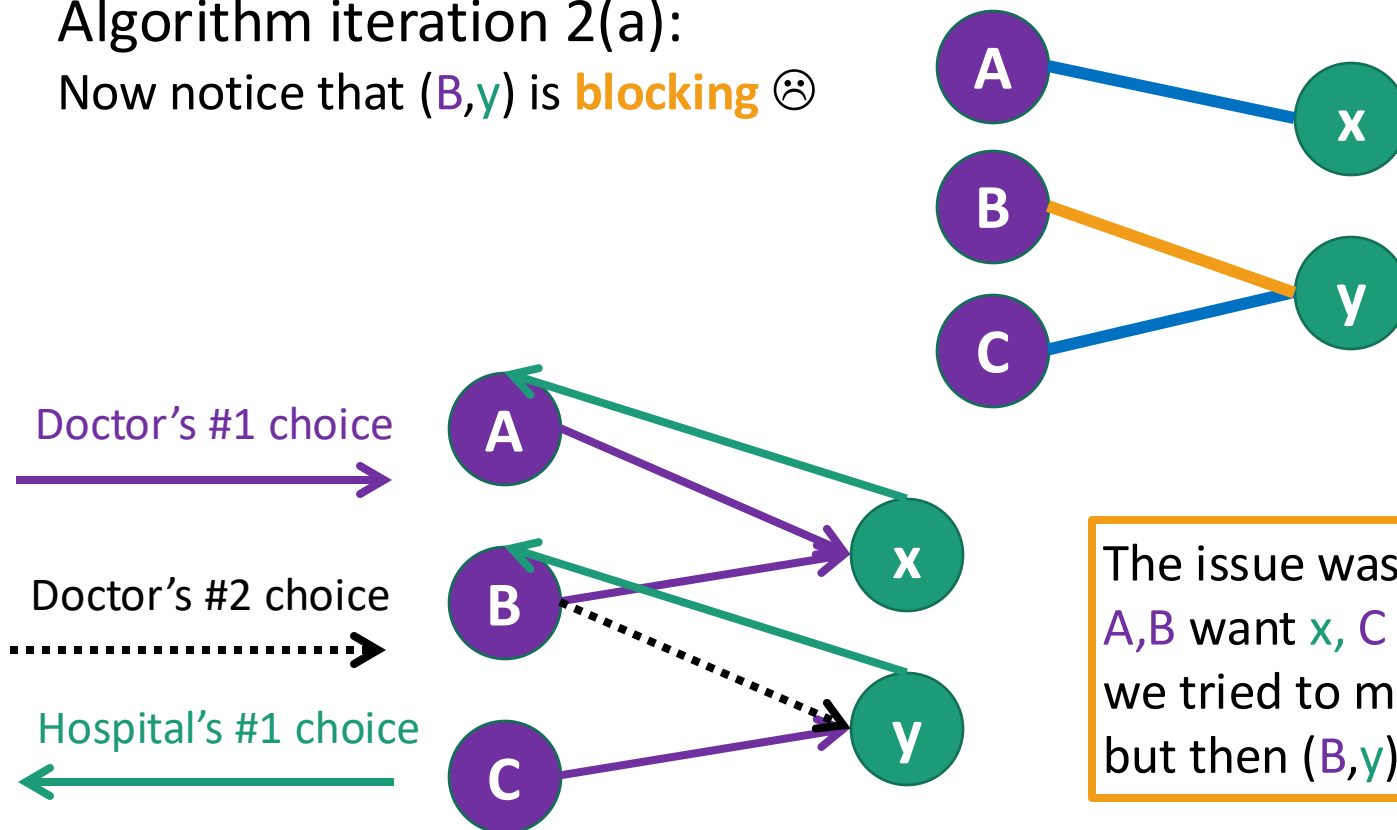 Algorithm iteration 2(a):
Now notice that (B,y) is blocking ☹
A
x
B
y
C
Doctor's #1 choice
A
x
Doctor's #2 choice
B
Hospital's #1 choice
y
C
The issue was
A,B want x, C
we tried to m
but then (B,y)